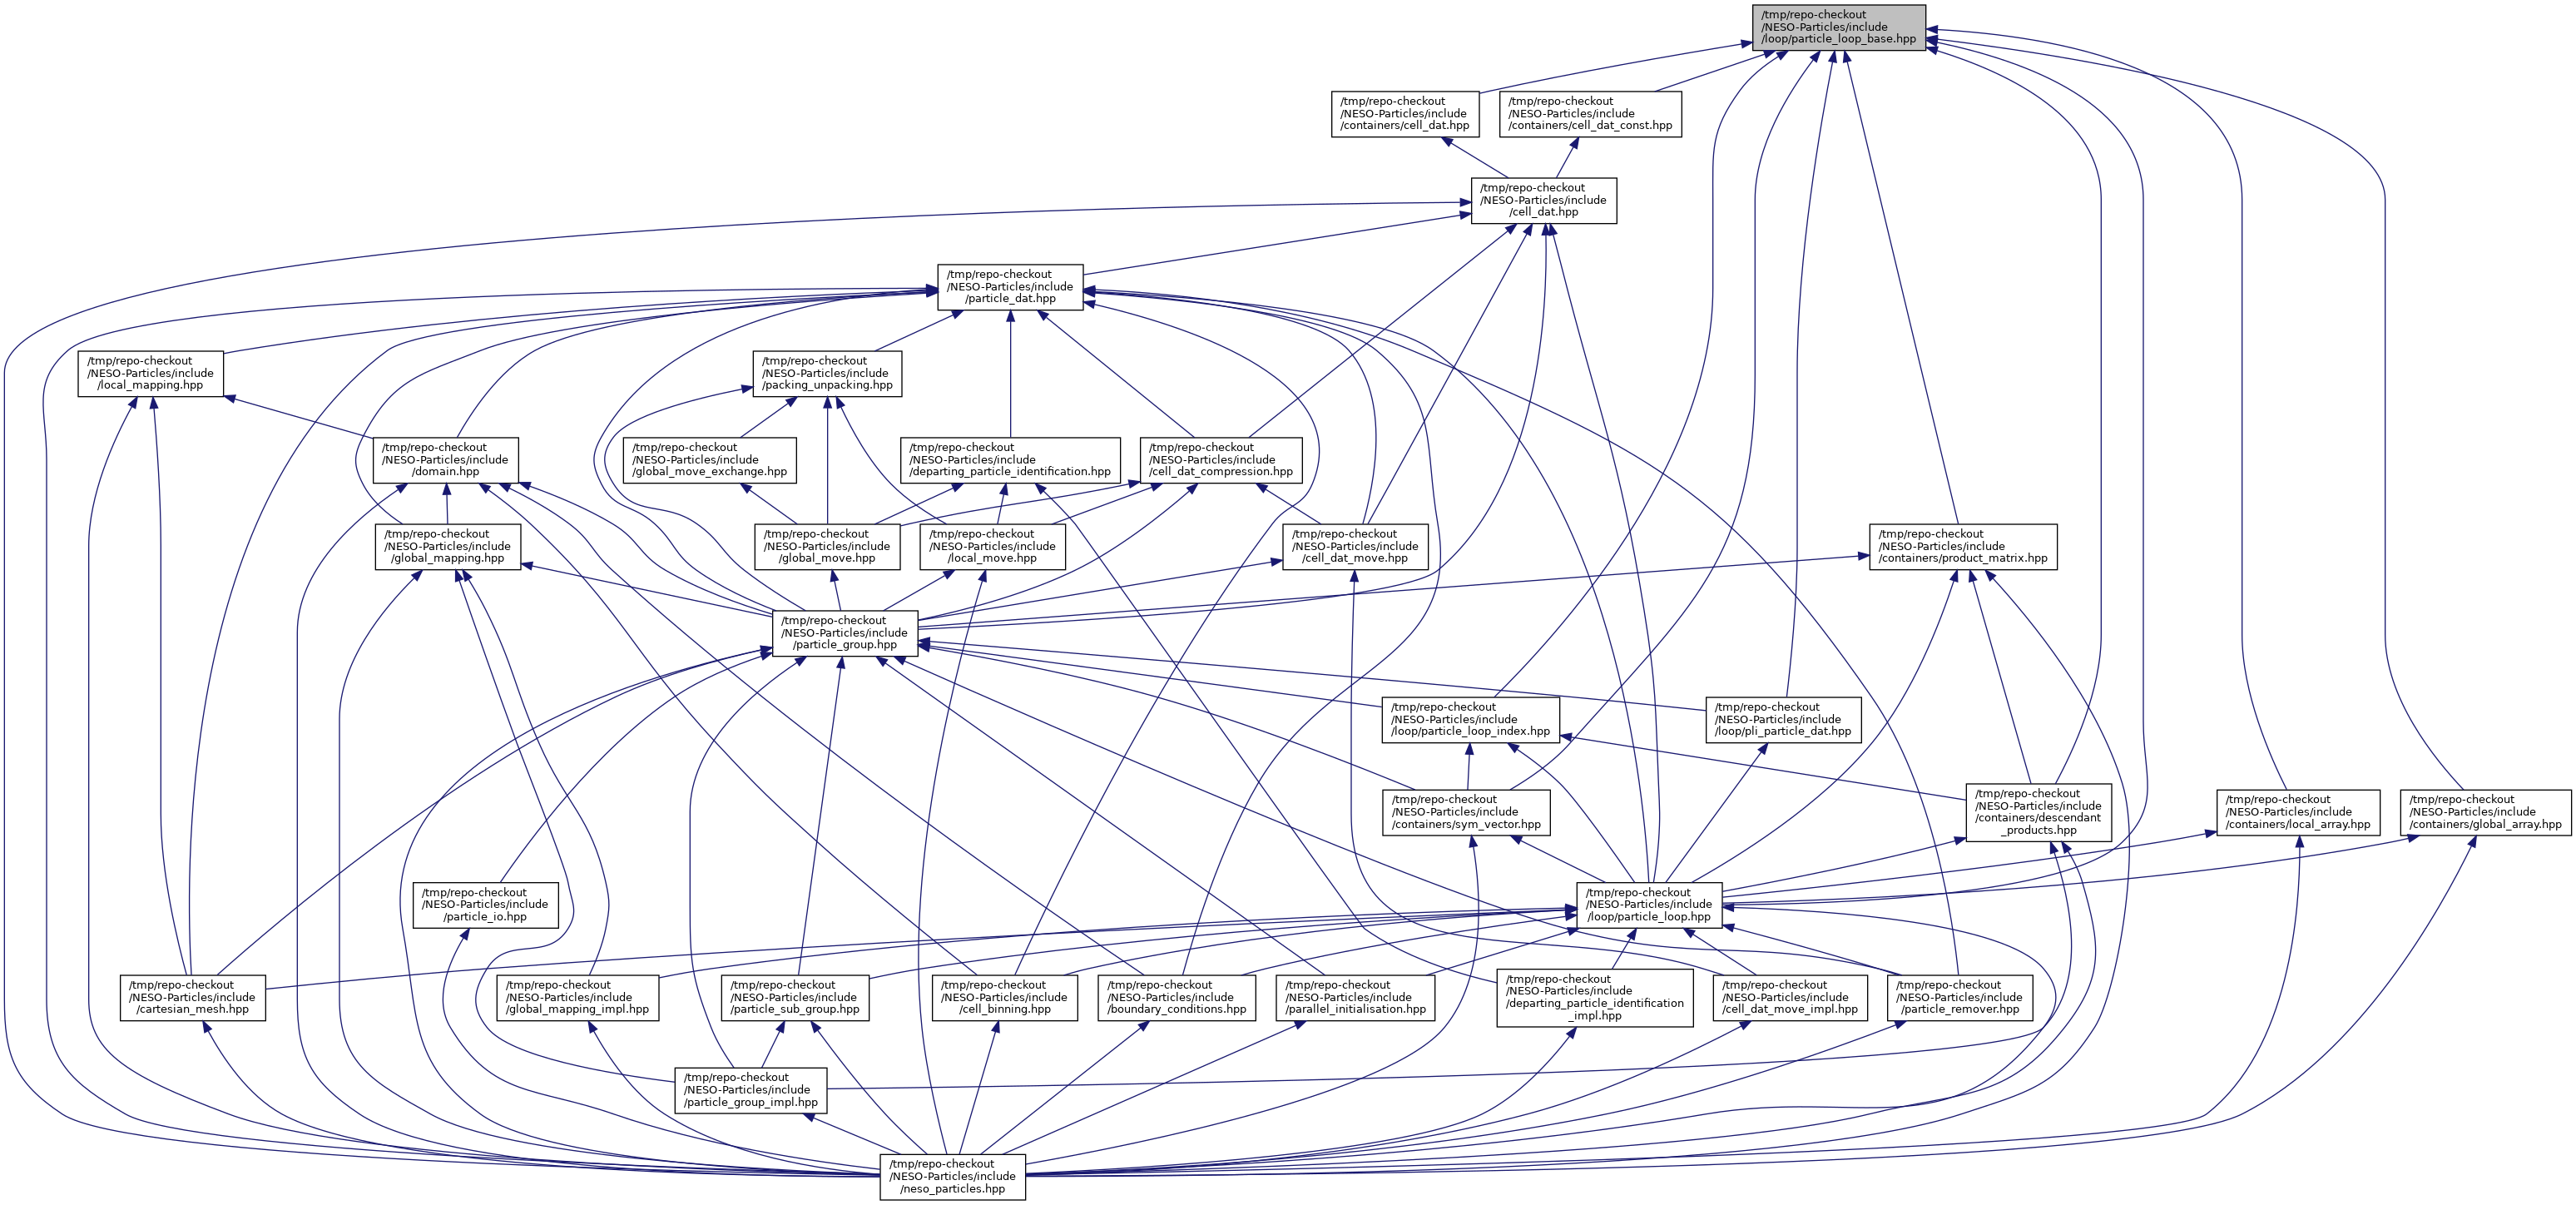 /tmp/repo-checkout
/NESO-Particles/include
/loop/particle_loop_base.hpp
/tmp/repo-checkout
/NESO-Particles/include
/containers/cell_dat.hpp
/tmp/repo-checkout
/NESO-Particles/include
/containers/cell_dat_const.hpp
/tmp/repo-checkout
/NESO-Particles/include
/cell_dat.hpp
/tmp/repo-checkout
/NESO-Particles/include
/particle_dat.hpp
/tmp/repo-checkout
/NESO-Particles/include
/local_mapping.hpp
/tmp/repo-checkout
/NESO-Particles/include
/packing_unpacking.hpp
/tmp/repo-checkout
/NESO-Particles/include
/domain.hpp
/tmp/repo-checkout
/NESO-Particles/include
/global_move_exchange.hpp
/tmp/repo-checkout
/NESO-Particles/include
/departing_particle_identification.hpp
/tmp/repo-checkout
/NESO-Particles/include
/cell_dat_compression.hpp
/tmp/repo-checkout
/NESO-Particles/include
/global_mapping.hpp
/tmp/repo-checkout
/NESO-Particles/include
/global_move.hpp
/tmp/repo-checkout
/NESO-Particles/include
/local_move.hpp
/tmp/repo-checkout
/NESO-Particles/include
/cell_dat_move.hpp
/tmp/repo-checkout
/NESO-Particles/include
/containers/product_matrix.hpp
/tmp/repo-checkout
/NESO-Particles/include
/particle_group.hpp
/tmp/repo-checkout
/NESO-Particles/include
/loop/particle_loop_index.hpp
/tmp/repo-checkout
/NESO-Particles/include
/loop/pli_particle_dat.hpp
/tmp/repo-checkout
/NESO-Particles/include
/containers/sym_vector.hpp
/tmp/repo-checkout
/NESO-Particles/include
/containers/descendant
_products.hpp
/tmp/repo-checkout
/NESO-Particles/include
/containers/local_array.hpp
/tmp/repo-checkout
/NESO-Particles/include
/containers/global_array.hpp
/tmp/repo-checkout
/NESO-Particles/include
/particle_io.hpp
/tmp/repo-checkout
/NESO-Particles/include
/loop/particle_loop.hpp
/tmp/repo-checkout
/NESO-Particles/include
/cartesian_mesh.hpp
/tmp/repo-checkout
/NESO-Particles/include
/global_mapping_impl.hpp
/tmp/repo-checkout
/NESO-Particles/include
/particle_sub_group.hpp
/tmp/repo-checkout
/NESO-Particles/include
/cell_binning.hpp
/tmp/repo-checkout
/NESO-Particles/include
/boundary_conditions.hpp
/tmp/repo-checkout
/NESO-Particles/include
/parallel_initialisation.hpp
/tmp/repo-checkout
/NESO-Particles/include
/departing_particle_identification
_impl.hpp
/tmp/repo-checkout
/NESO-Particles/include
/cell_dat_move_impl.hpp
/tmp/repo-checkout
/NESO-Particles/include
/particle_remover.hpp
/tmp/repo-checkout
/NESO-Particles/include
/particle_group_impl.hpp
/tmp/repo-checkout
/NESO-Particles/include
/neso_particles.hpp